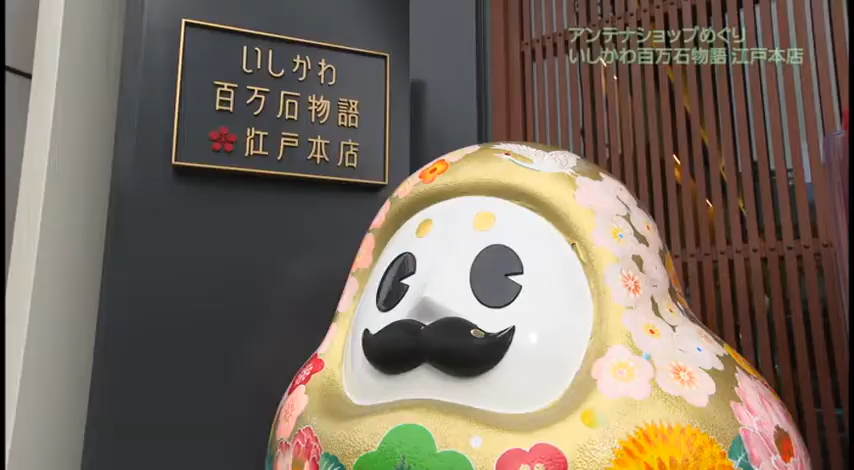 いしかわ
百万石物語
江戸本店
アンテナショップめぐり
いしかわ百万石物語 江戸本店